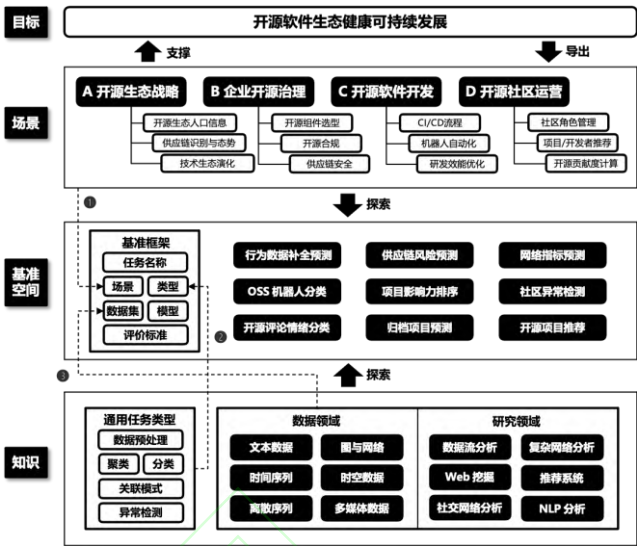 目标
开源软件生态健康可持续发展
支撑
导出
场景
A 开源生态战略
B 企业开源治理
C 开源软件开发
D 开源社区运营
开源生态人口信息
开源组件选型
CI/CD流程
社区角色管理
供应链识别与态势
开源合规
机器人自动化
项目/开发者推荐
技术生态演化
供应链安全
研发效能优化
开源贡献度计算
❶
探索
基准
空间
基准框架
任务名称
场景
类型
数据集
模型
评价标准
行为数据补全预测
供应链风险预测
网络指标预测
OSS 机器人分类
项目影响力排序
社区异常检测
开源评论情绪分类
归档项目预测
开源项目推荐
❷
❸
探索
知识
通用任务类型
数据预处理
聚类
分类
关联模式
异常检测
数据领域
文本数据
图与网络
时间序列
时空数据
离散序列
多媒体数据
研究领域
数据流分析
复杂网络分析
Web 挖掘
推荐系统
社交网络分析
NLP 分析